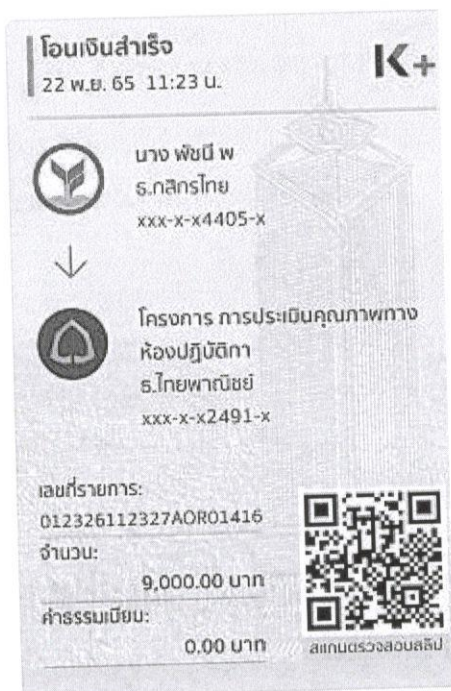 โอนเงินสำเร็จ
22 พ.ย. 65 11:23 น.
K+
นาง พัชนี พ
ธ.กสิกรไทย
xxx-x-x4405-x
โครงการ การประเมินคุณภาพทาง
ห้องปฏิบัติกา
ธ.ไทยพาณิชย์
xxx-x-x2491-x
เลขที่รายการ:
012326112327AOR01416
จำนวน:
9,000.00 บาท
ค่าธรรมเนียม:
0.00 บาท
สแกนตรวจสอบสลิป